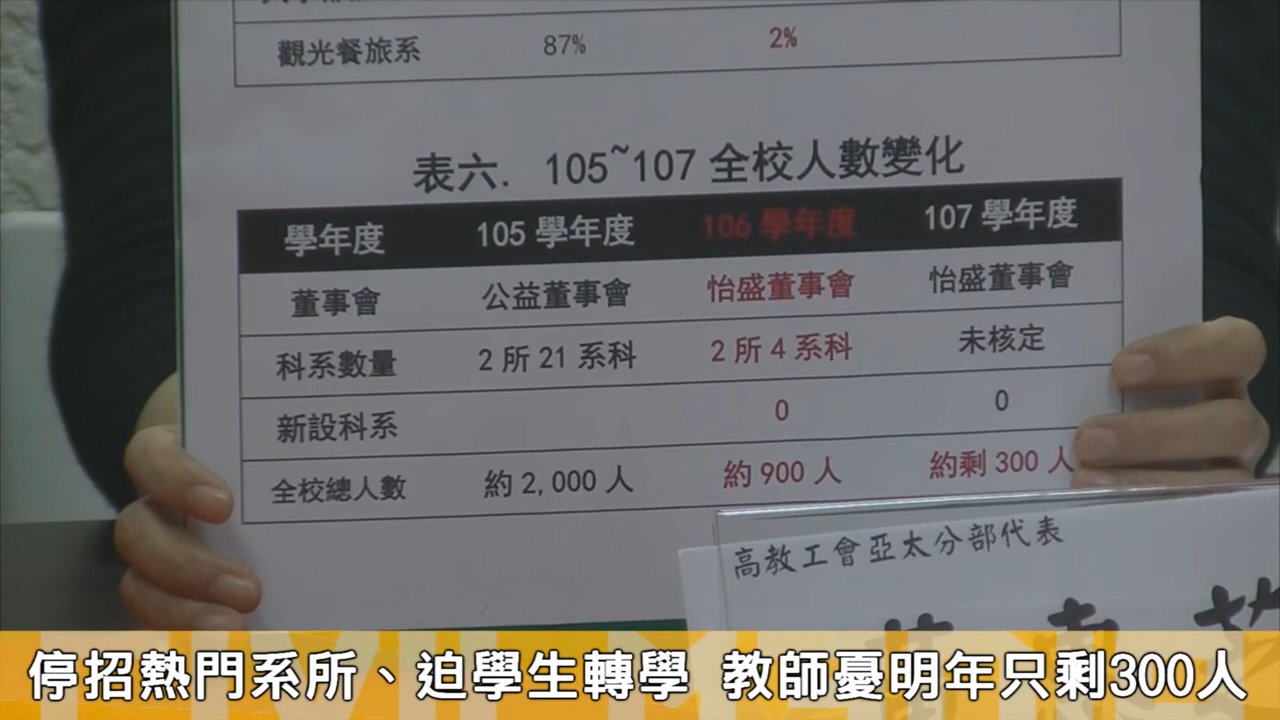 觀光餐旅系 87% 2%
表六. 105~107 全校人數變化
學年度 105 學年度 106 學年度 107 學年度
董事會 公益董事會 怡盛董事會 怡盛董事會
科系數量 2 所 21 系科 2 所 4 系科 未核定
新設科系 0 0
全校總人數 約 2,000 人 約 900 人 約剩 300 人
高教工會亞太分部代表
停招熱門系所、迫學生轉學 教師憂明年只剩300人